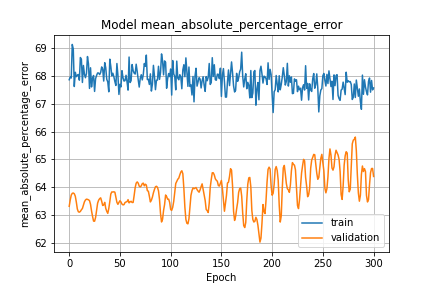 Model mean_absolute_percentage_error
mean_absolute_percentage_error
69
68
67
66
65
64
63
62
0 50 100 150 200 250 300
Epoch
train
validation